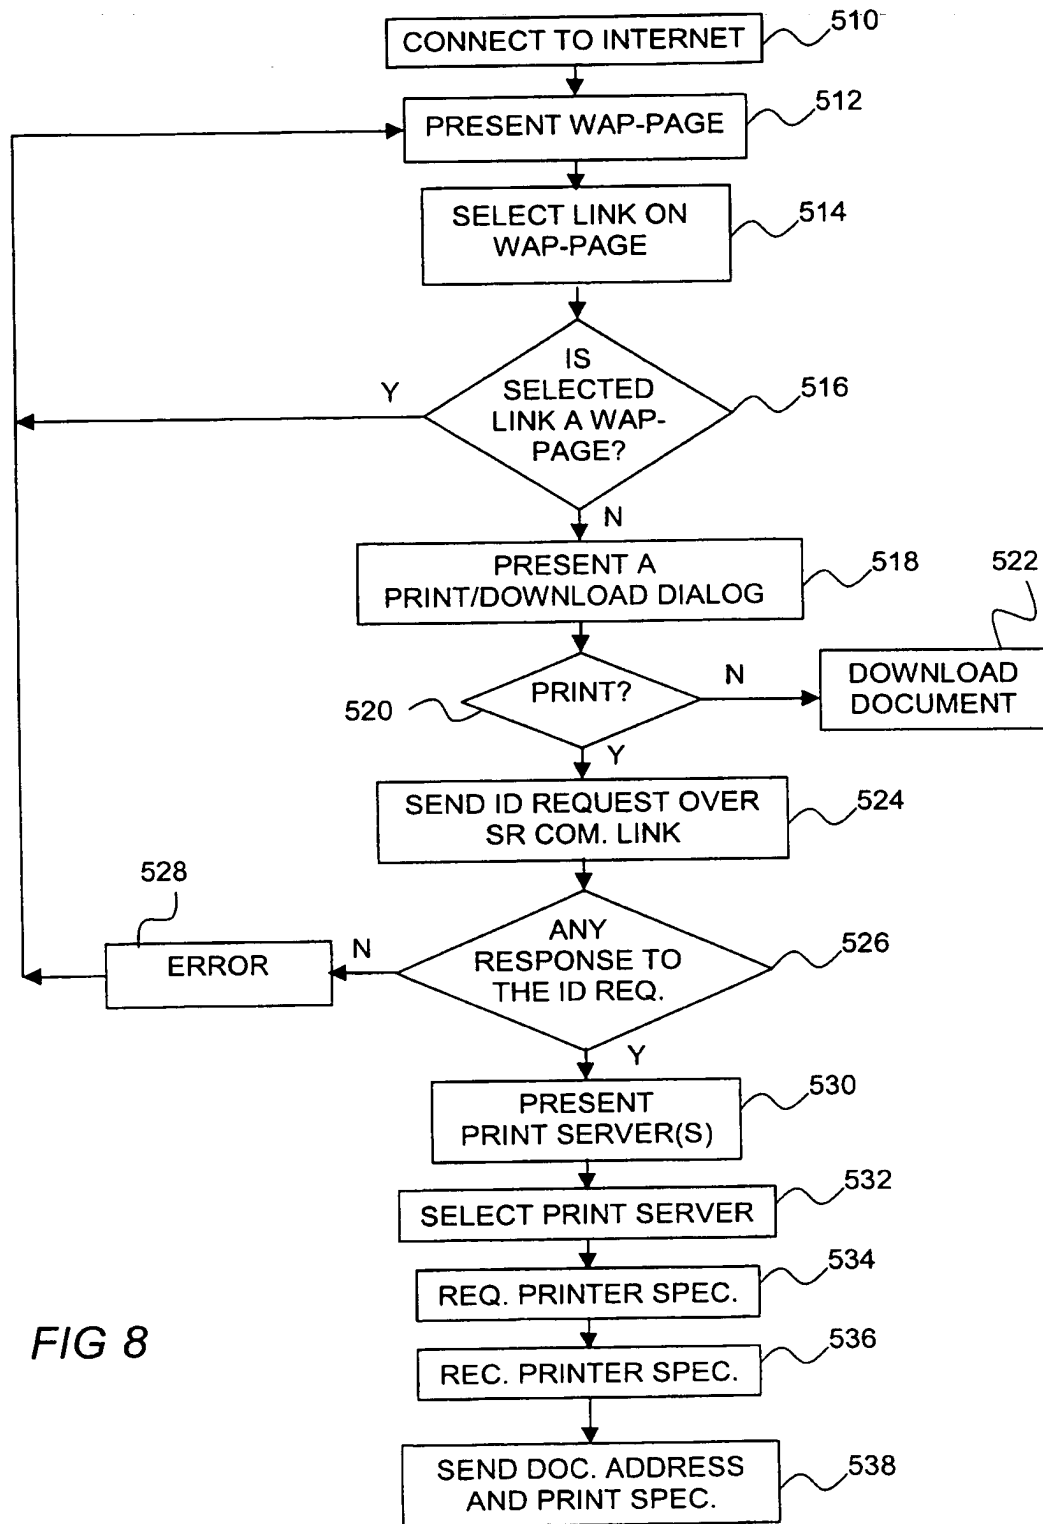 CONNECT TO INTERNET
510
PRESENT WAP-PAGE
512
SELECT LINK ON
WAP-PAGE
514
IS
SELECTED
LINK A WAP-
PAGE?
516
Y
N
PRESENT A
PRINT/DOWNLOAD DIALOG
518
522
PRINT?
520
N
DOWNLOAD
DOCUMENT
Y
SEND ID REQUEST OVER
SR COM. LINK
524
528
ERROR
N
ANY
RESPONSE TO
THE ID REQ.
526
Y
PRESENT
PRINT SERVER(S)
530
SELECT PRINT SERVER
532
REQ. PRINTER SPEC.
534
REC. PRINTER SPEC.
536
FIG 8
SEND DOC. ADDRESS
AND PRINT SPEC.
538